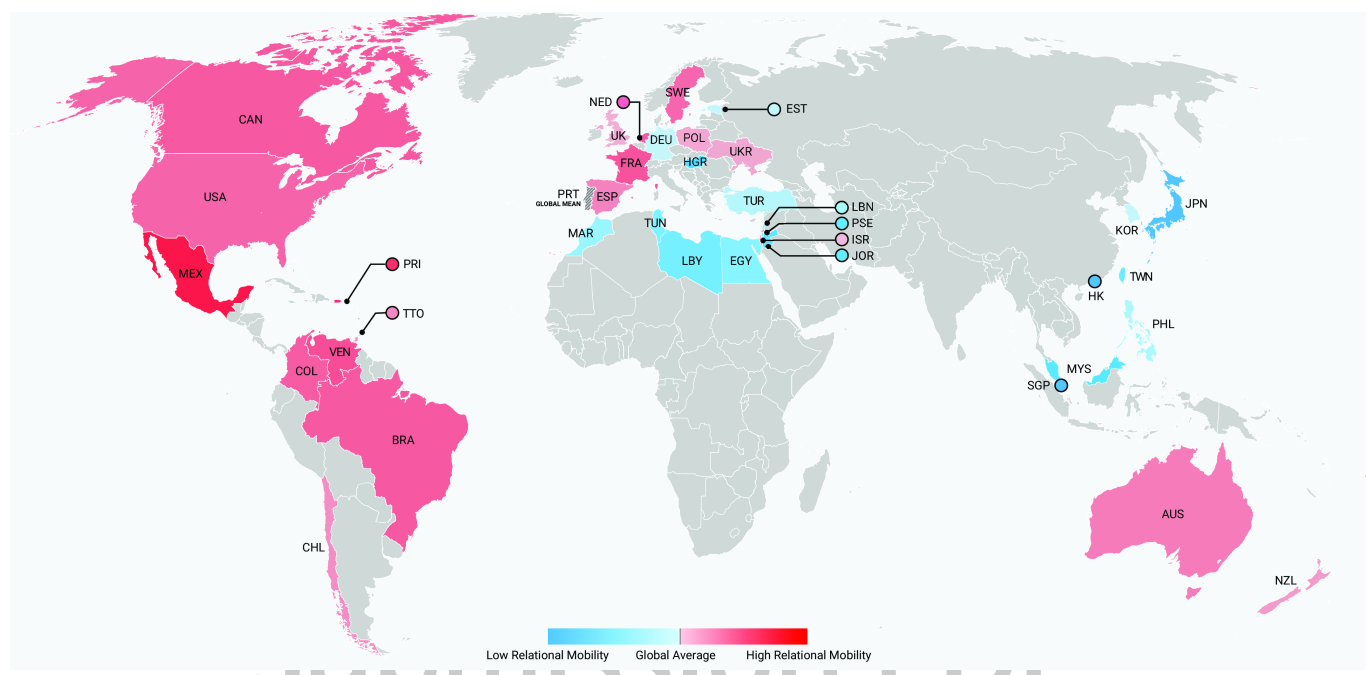 CAN
USA
MEX
PRI
TTO
VEN
COL
BRA
CHL
NED
SWE
EST
UK
DEU
POL
UKR
FRA
HGR
PRT
GLOBAL MEAN
ESP
TUR
LBN
PSE
ISR
JOR
MAR
TUN
LBY
EGY
JPN
KOR
TWN
HK
PHL
MYS
SGP
AUS
NZL
Low Relational Mobility
Global Average
High Relational Mobility